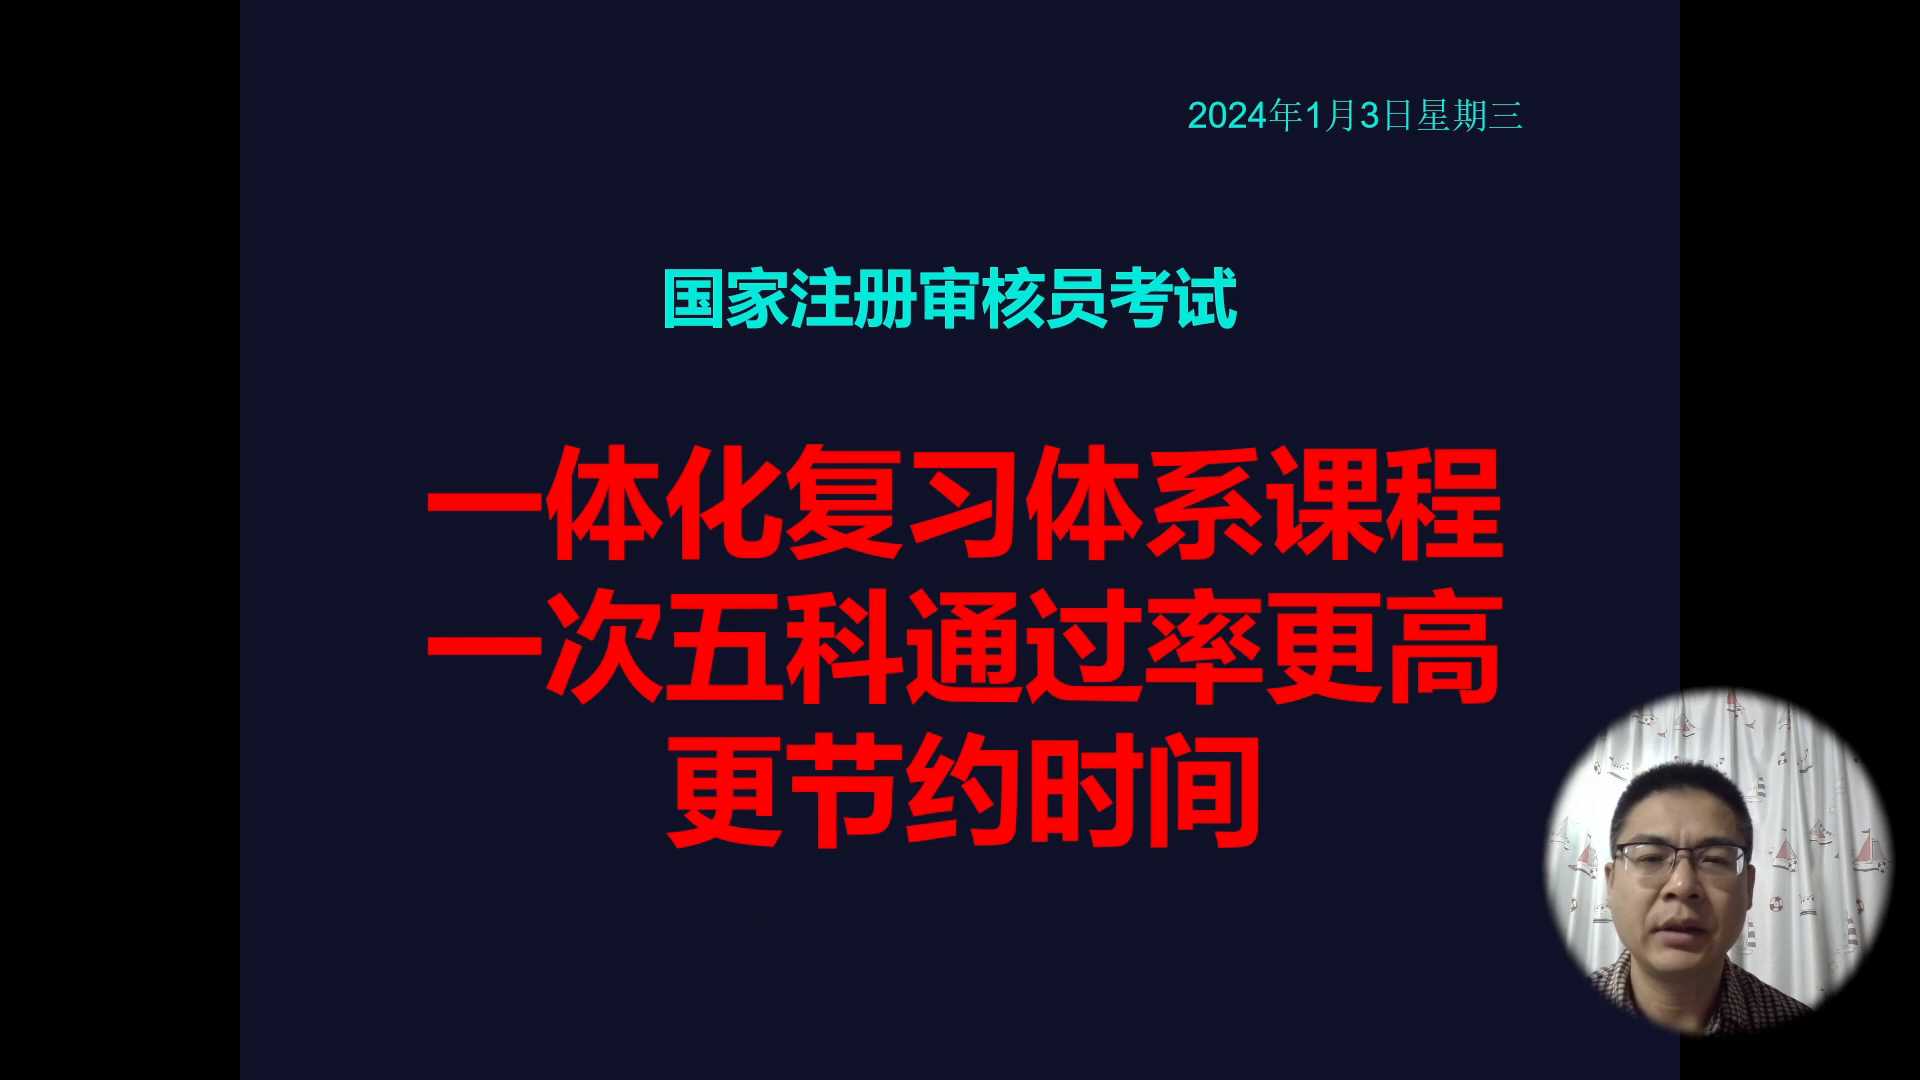 2024年1月3日星期三
国家注册审核员考试
一体化复习体系课程
一次五科通过率更高
更节约时间